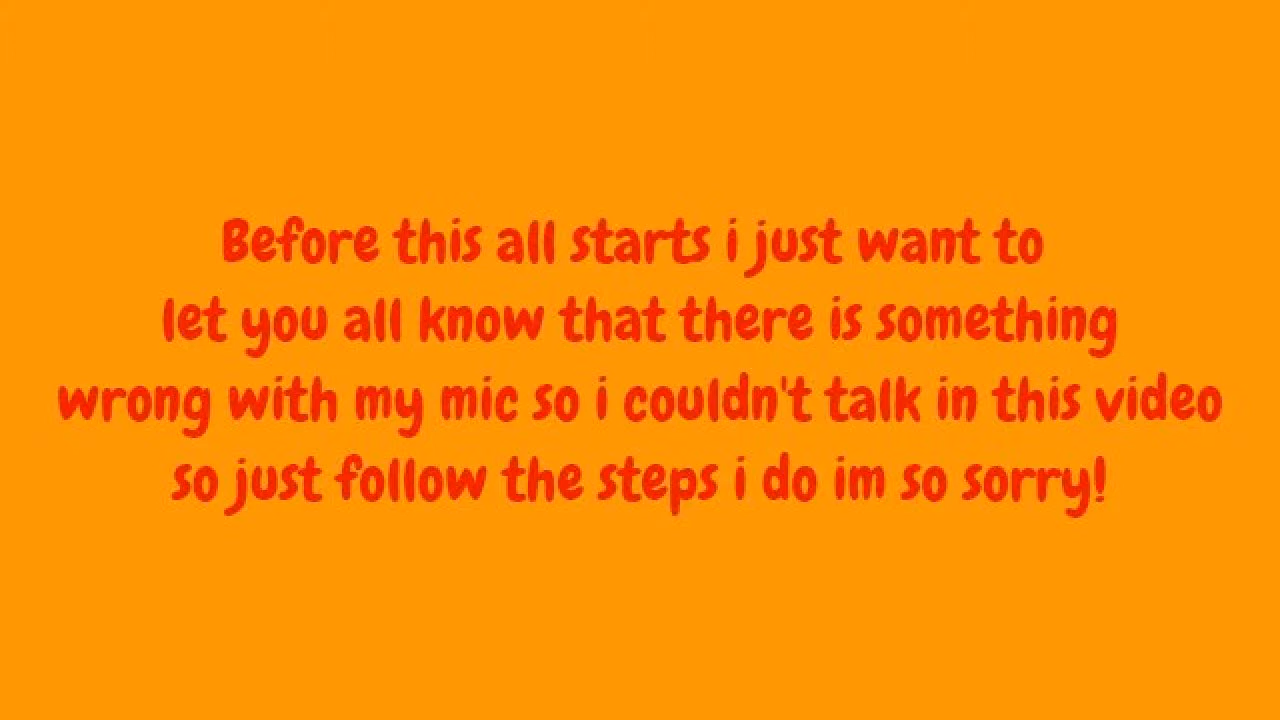 Before this all starts i just want to
let you all know that there is something
wrong with my mic so i couldn't talk in this video
so just follow the steps i do im so sorry!